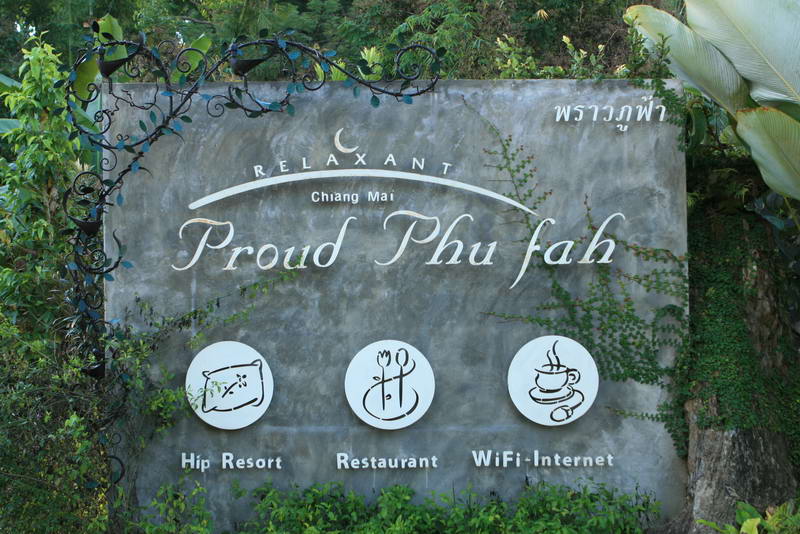 พราวภูฟ้า
RELAXANT
Chiang Mai
Proud Phu fah
Hip Resort
Restaurant
WiFi-Internet